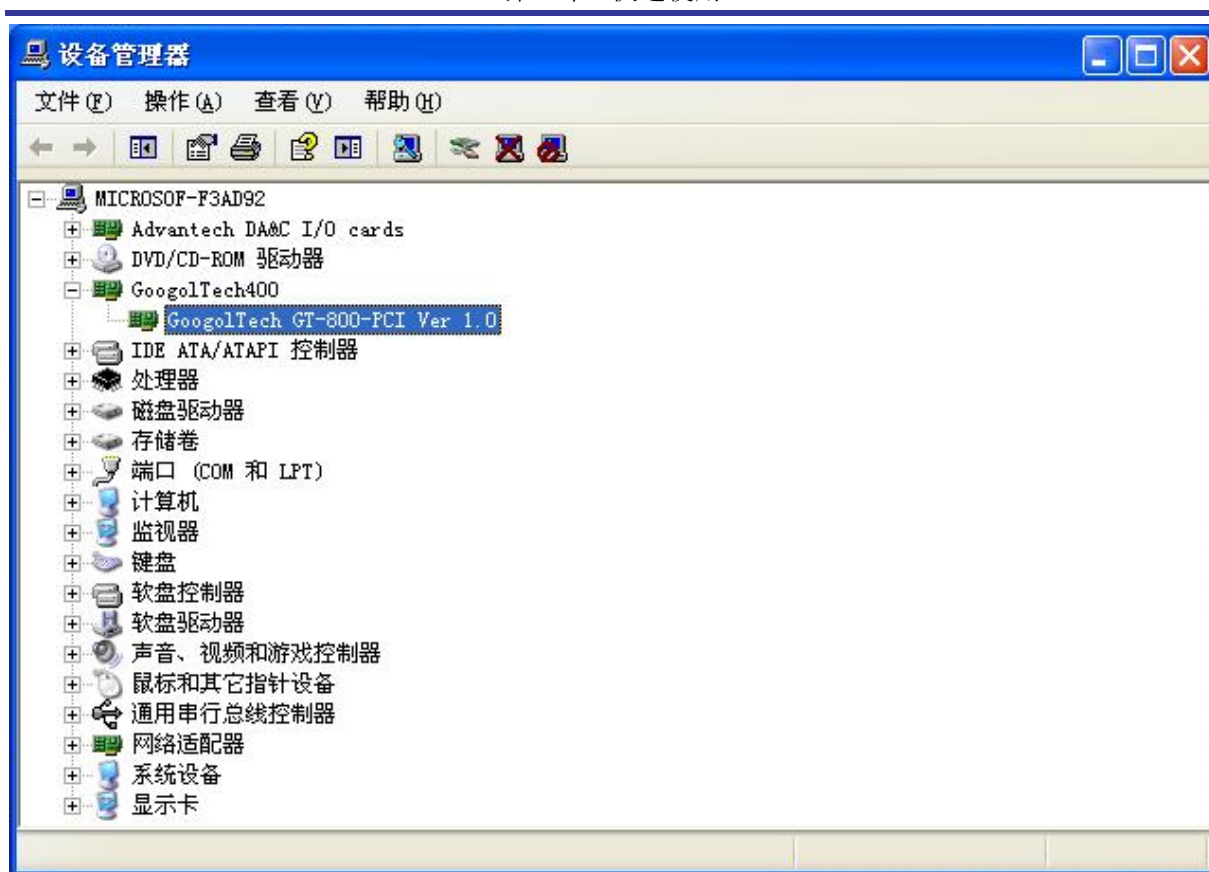 设备管理器
文件(F) 操作(A) 查看(V) 帮助(H)
MICROSOF-F3AD92
Advantech DA&C I/O cards
DVD/CD-ROM 驱动器
GoogolTech400
GoogolTech GT-800-PCI Ver 1.0
IDE ATA/ATAPI 控制器
处理器
磁盘驱动器
存储卷
端口 (COM 和 LPT)
计算机
监视器
键盘
软盘控制器
软盘驱动器
声音、视频和游戏控制器
鼠标和其它指针设备
通用串行总线控制器
网络适配器
系统设备
显示卡